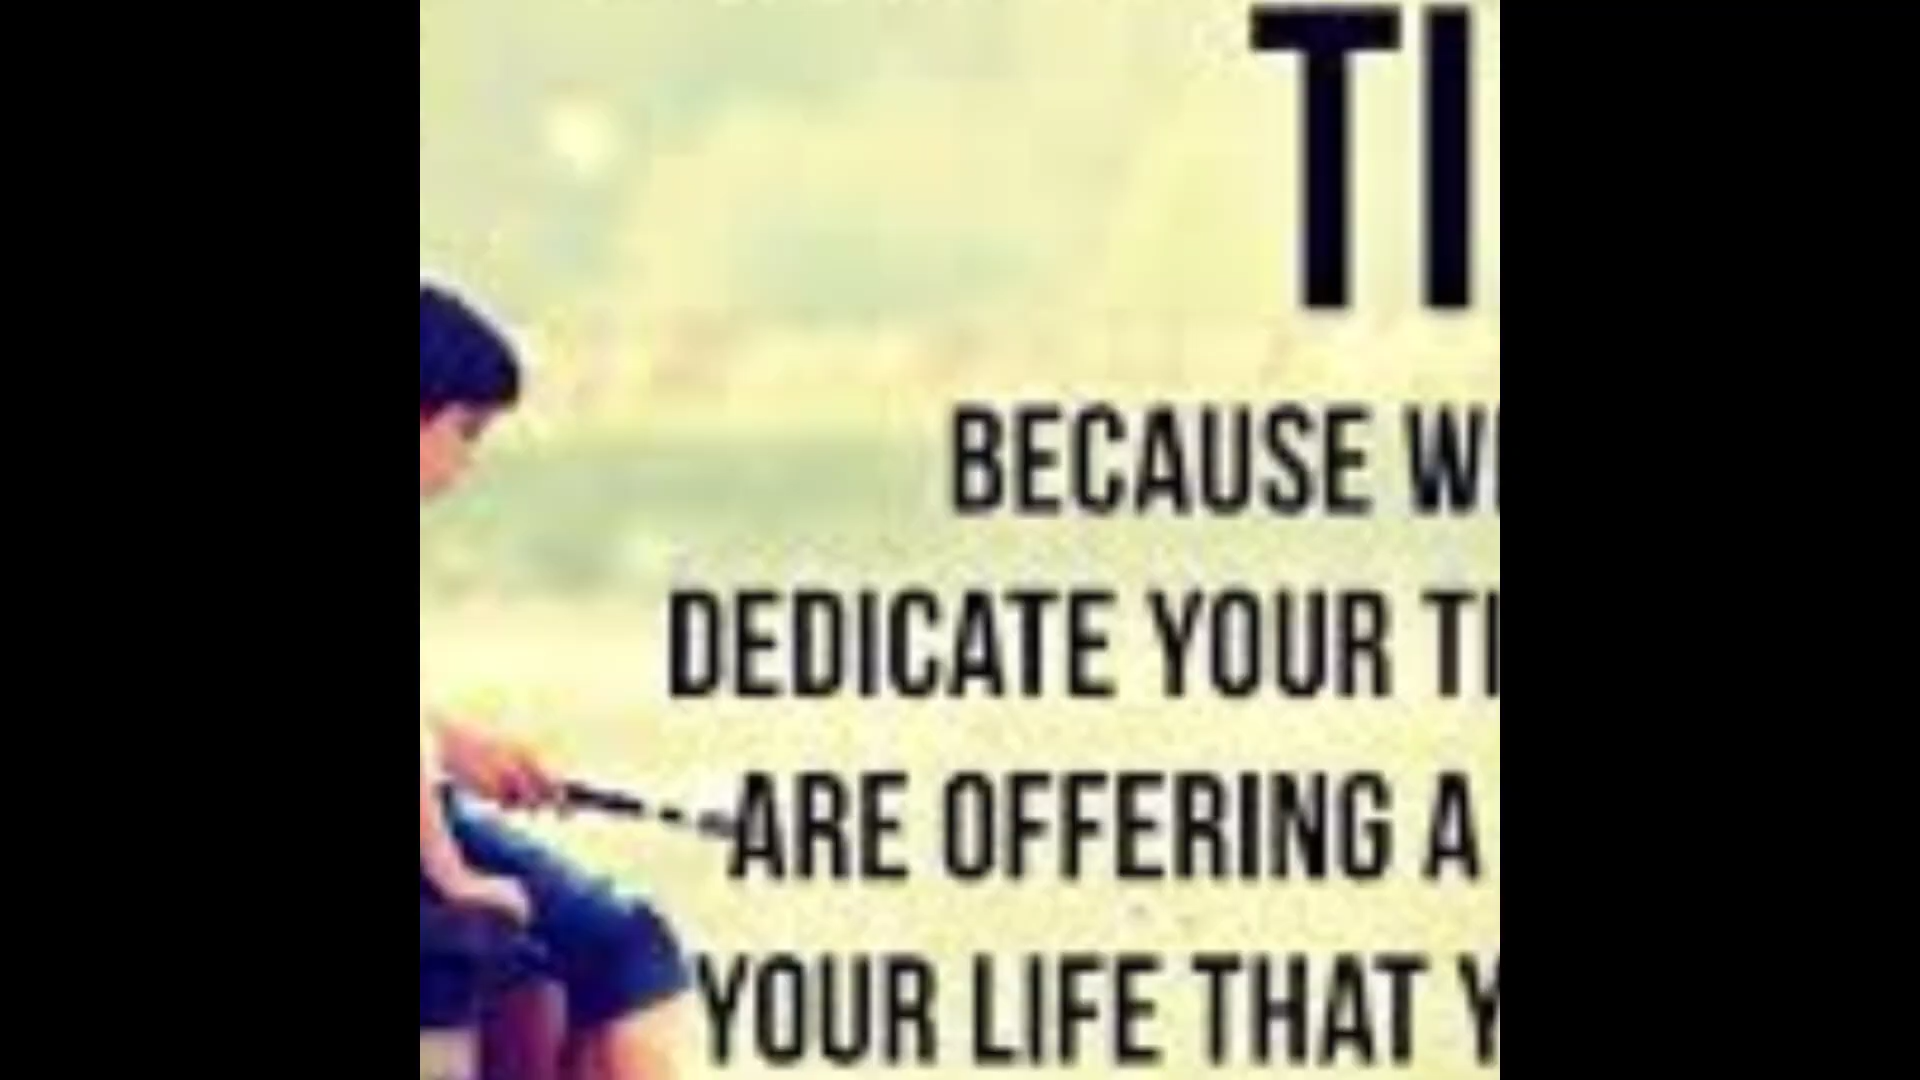 TI
BECAUSE W
DEDICATE YOUR TI
ARE OFFERING A
YOUR LIFE THAT Y